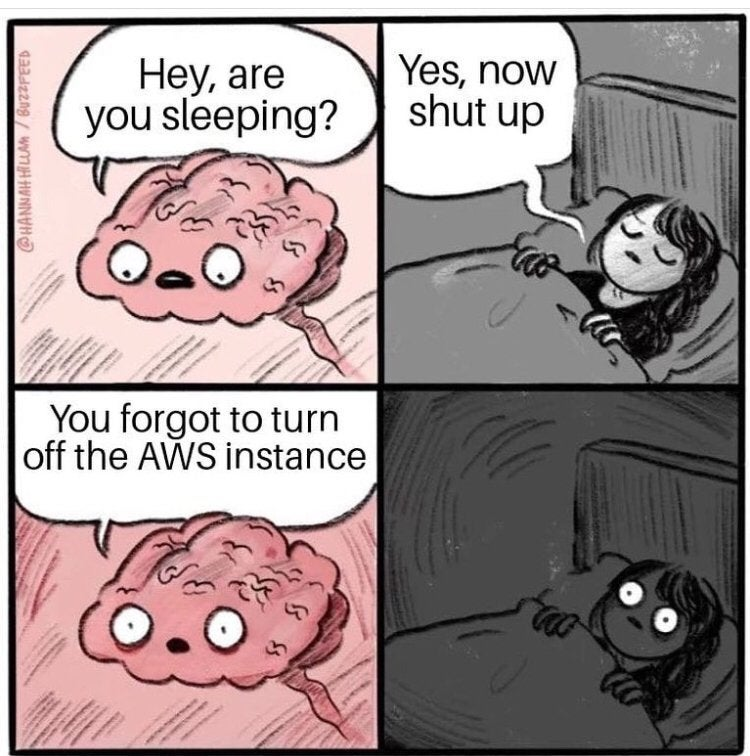 @HANNAHHILLAM / BUZZFEED
Hey, are
you sleeping?
Yes, now
shut up
You forgot to turn
off the AWS instance